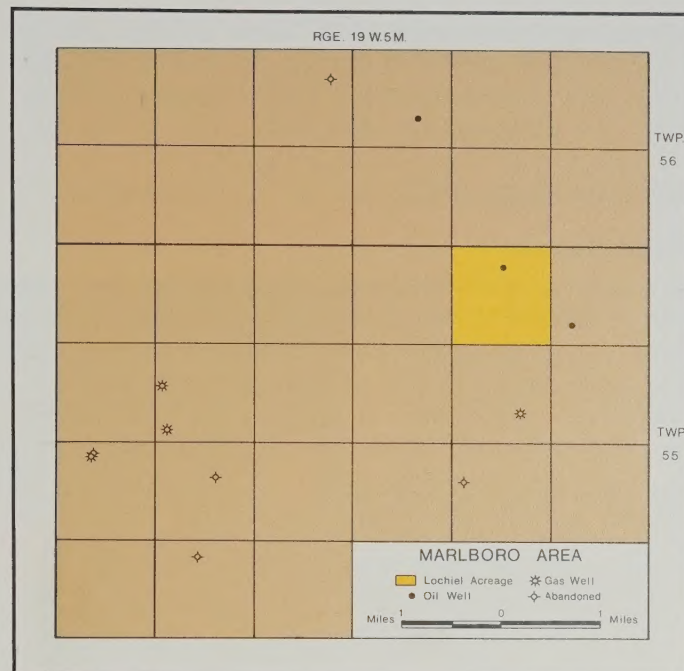 RGE. 19 W. 5 M.
TWP.
56
TWP.
55
MARLBORO AREA
Lochiel Acreage
Gas Well
Oil Well
Abandoned
Miles 1 0 1 Miles